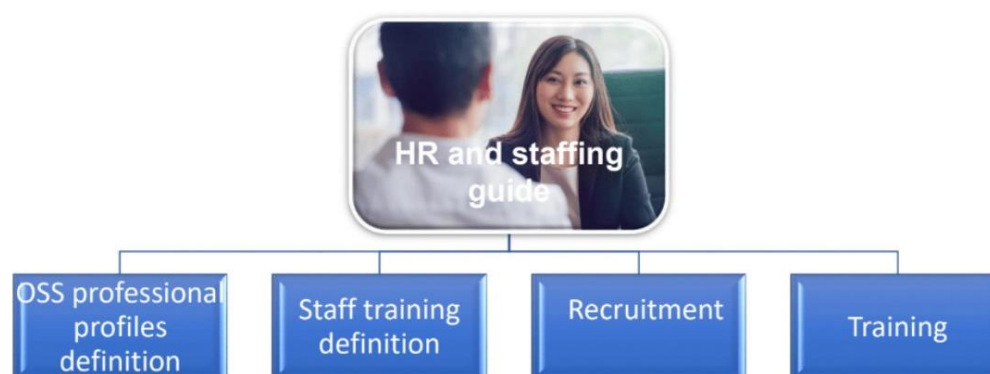 HR and staffing
guide
OSS professional
profiles
definition
Staff training
definition
Recruitment
Training